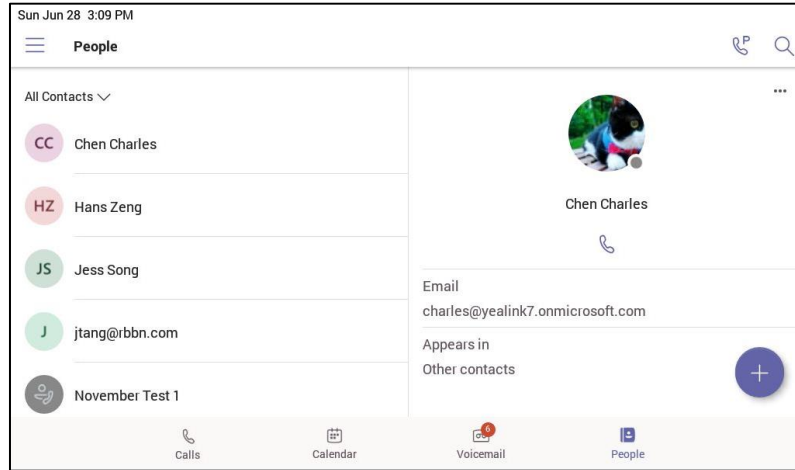 Sun Jun 28 3:09 PM
People
P
All Contacts
CC
Chen Charles
HZ
Hans Zeng
JS
Jess Song
J
jtang@rbbn.com
November Test 1
Chen Charles
Email
charles@yealink7.onmicrosoft.com
Appears in
Other contacts
Calls
Calendar
6
Voicemail
People